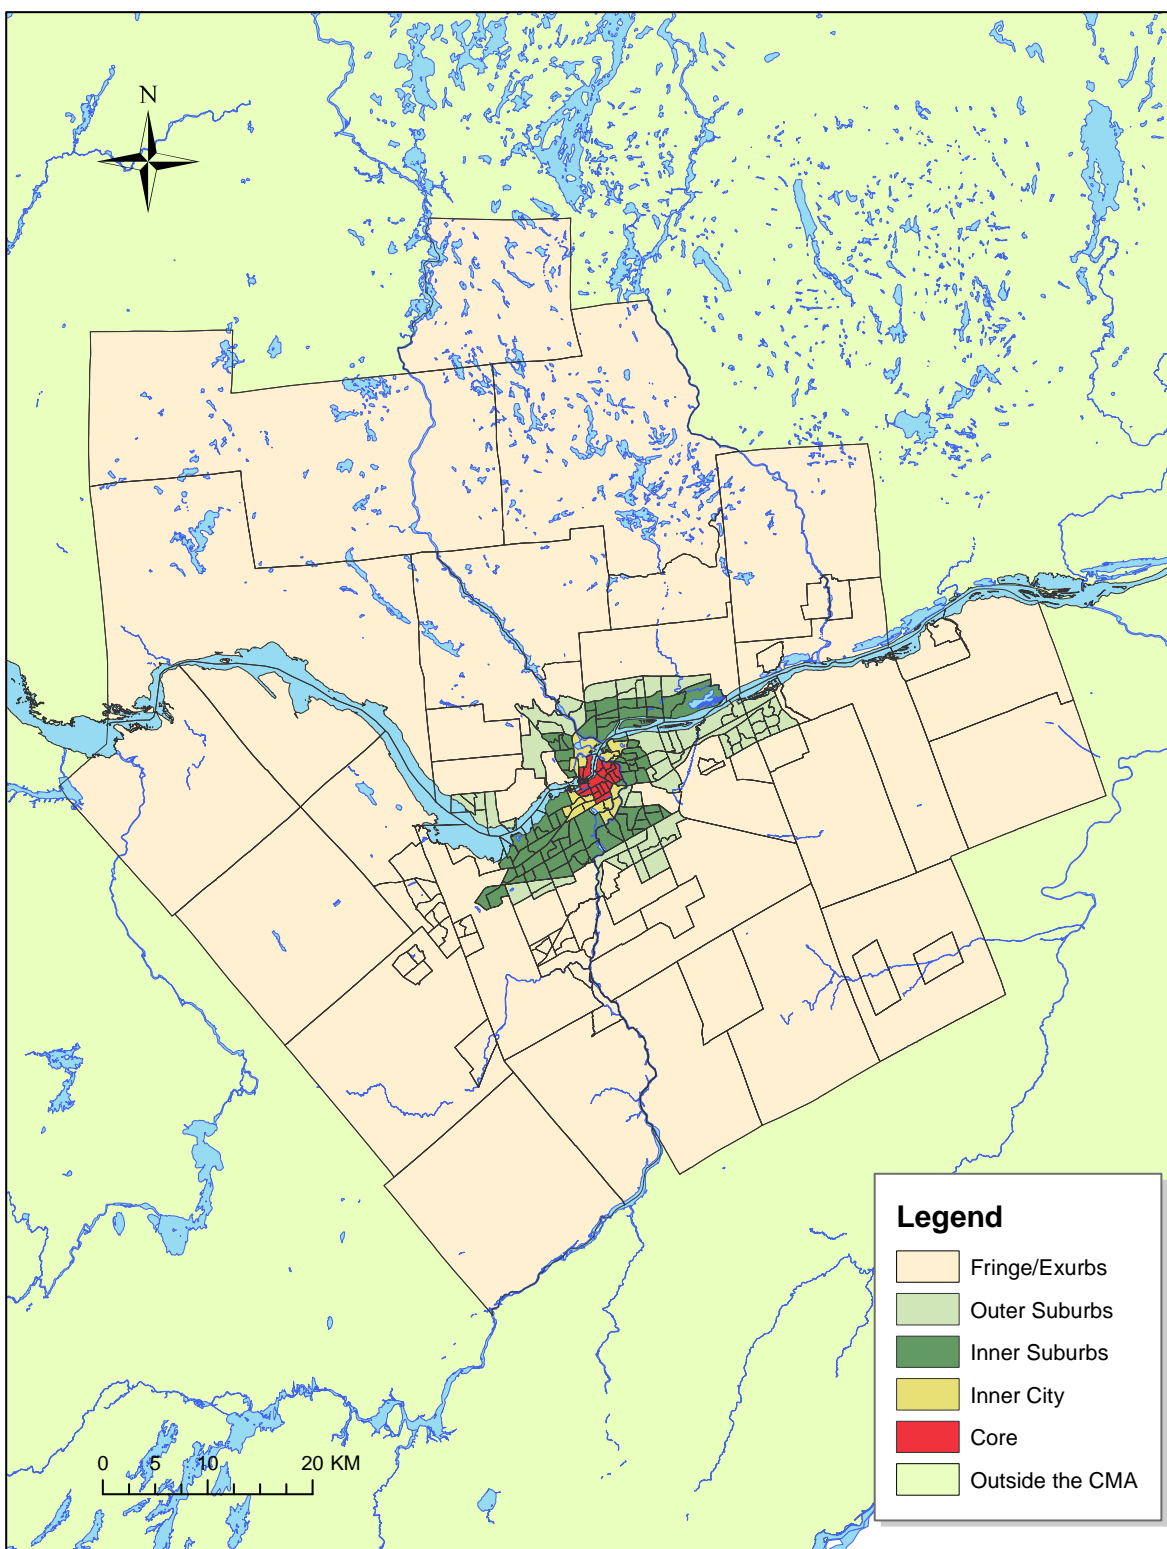 N
Legend
Fringe/Exurbs
Outer Suburbs
Inner Suburbs
Inner City
Core
Outside the CMA
0 5 10 20 KM